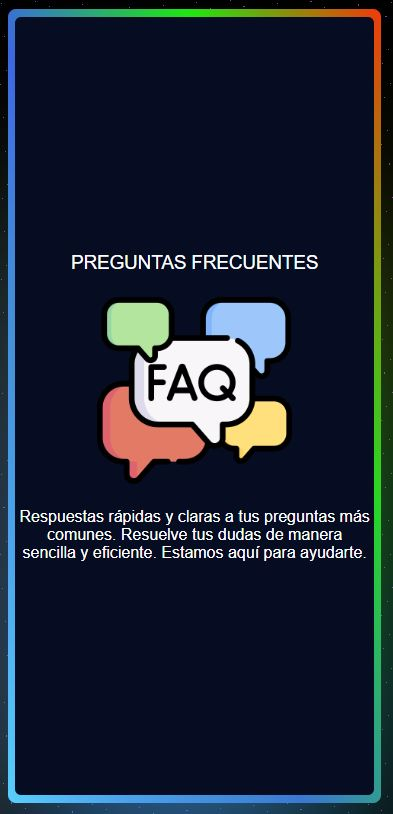 PREGUNTAS FRECUENTES
FAQ
Respuestas rápidas y claras a tus preguntas más
comunes. Resuelve tus dudas de manera
sencilla y eficiente. Estamos aquí para ayudarte.